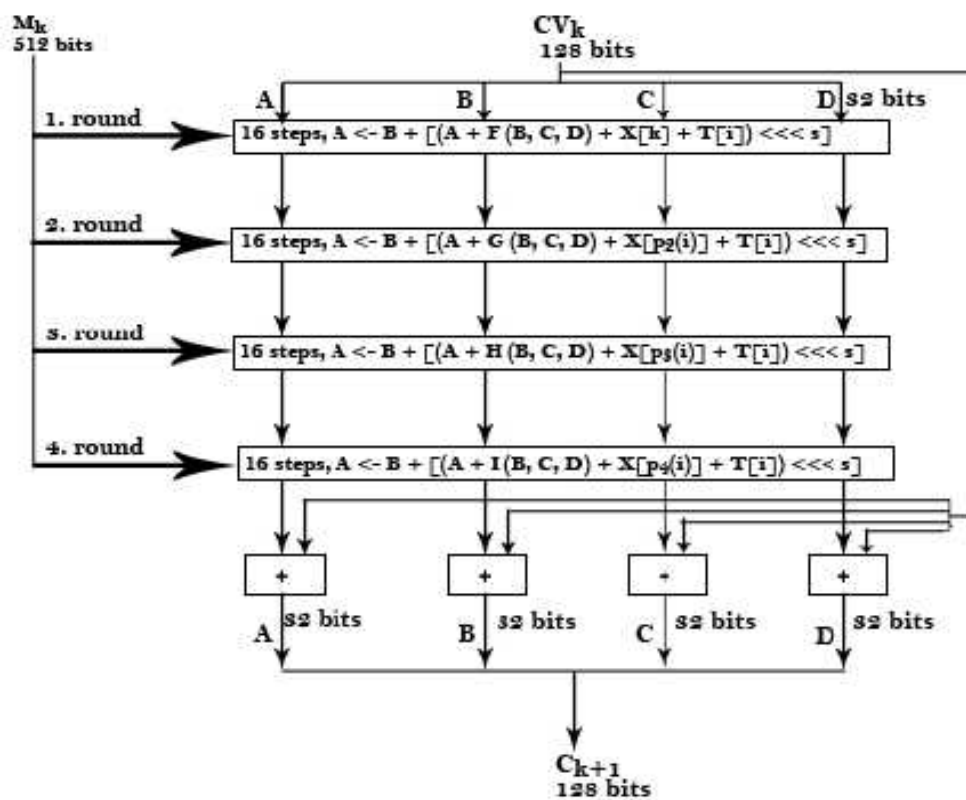 Mk
512 bits
CVk
128 bits
A
B
C
D 32 bits
1. round
16 steps, A <- B + [(A + F (B, C, D) + X[k] + T[i]) <<< s]
2. round
16 steps, A <- B + [(A + G (B, C, D) + X[p2(i)] + T[i]) <<< s]
3. round
16 steps, A <- B + [(A + H (B, C, D) + X[p3(i)] + T[i]) <<< s]
4. round
16 steps, A <- B + [(A + I (B, C, D) + X[p4(i)] + T[i]) <<< s]
+
+
+
+
A 32 bits
B 32 bits
C 32 bits
D 32 bits
Ck+1
128 bits